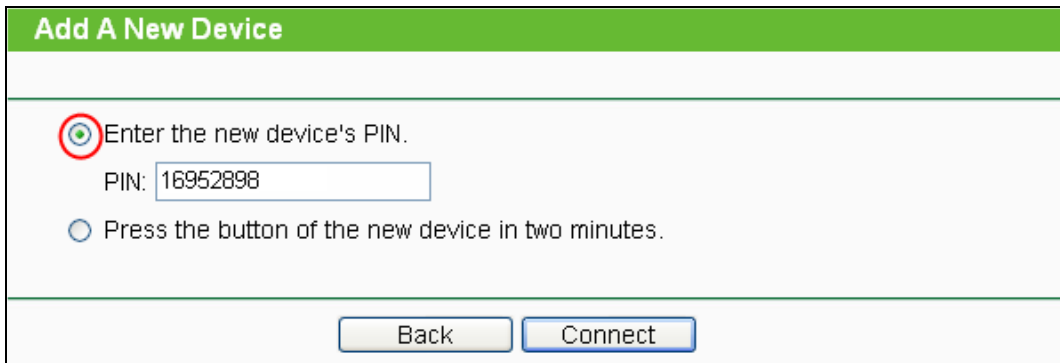 Add A New Device
Enter the new device's PIN.
PIN: 16952898
Press the button of the new device in two minutes.
Back Connect